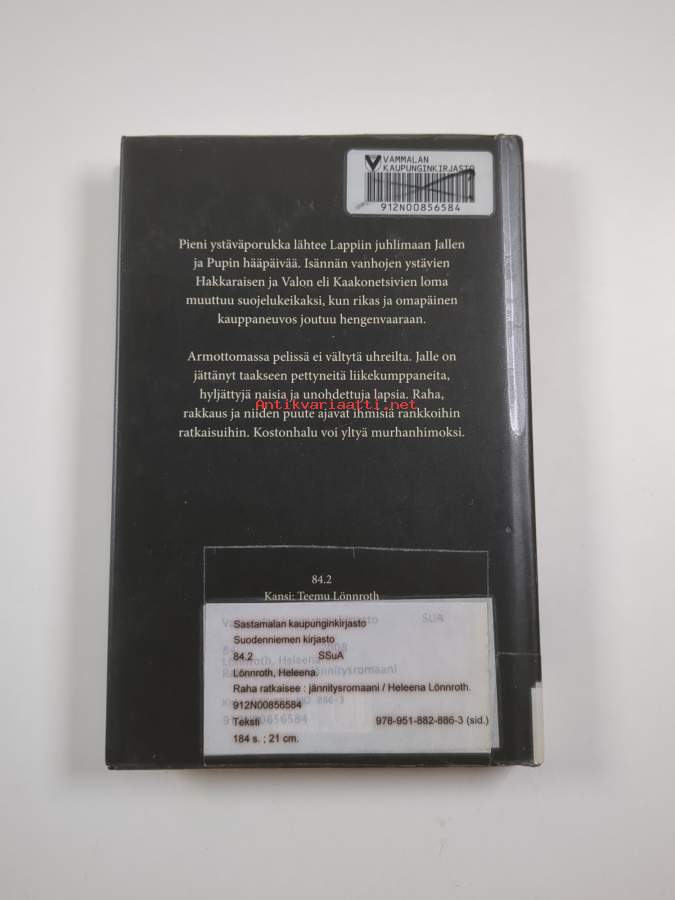 VAMMALAN
KAUPUNGINKIRJASTO
912N00856584
Pieni ystäväporukka lähtee Lappiin juhlimaan Jallen
ja Pupin hääpäivää. Isännän vanhojen ystävien
Hakkaraisen ja Valon eli Kaakonetsivien loma
muuttuu suojelukeikaksi, kun rikas ja omapäinen
kauppaneuvos joutuu hengenvaaraan.
Armottomassa pelissä ei vältytä uhreilta. Jalle on
jättänyt taakseen pettyneitä liikekumppaneita,
hyljättyjä naisia ja unohdettuja lapsia. Raha,
Antikvariaatti.net
rakkaus ja niiden puute ajavat ihmisiä rankkoihin
ratkaisuihin. Kostonhalu voi yltyä murhanhimoksi.
84.2
Kansi: Teemu Lönnroth
SUA
Sastamalan kaupunginkirjasto
Suodenniemen kirjasto
84.2 SSuA
Lönnroth, Heleena.
Raha ratkaisee : jännitysromaani / Heleena Lönnroth.
912N00856584
Teksti 978-951-882-886-3 (sid.)
184 s. ; 21 cm.